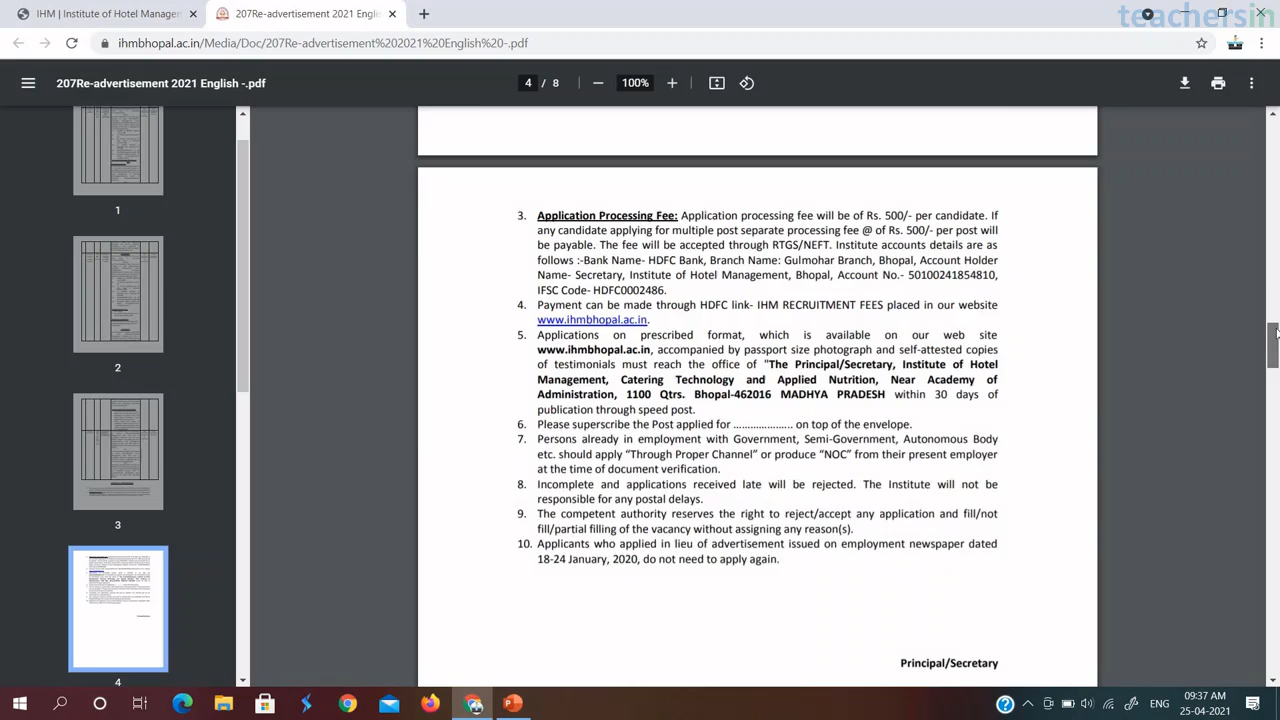 teachersin
IHM | Institute of Hotel Managem
207Re-advertisement 2021 Englis
ihmbhopal.ac.in/Media/Doc/207Re-advertisement%202021%20English%20-.pdf
207Re-advertisement 2021 English -.pdf
4 / 8
100%
1
2
3
4
3. Application Processing Fee: Application processing fee will be of Rs. 500/- per candidate. If
any candidate applying for multiple post separate processing fee @ of Rs. 500/- per post will
be payable. The fee will be accepted through RTGS/NEFT. Institute accounts details are as
follows :-Bank Name- HDFC Bank, Branch Name: Gulmohar Branch, Bhopal, Account Holder
Name- Secretary, Institute of Hotel Management, Bhopal, Account No.- 50100241854810,
IFSC Code- HDFC0002486.
4. Payment can be made through HDFC link- IHM RECRUITMENT FEES placed in our website
www.ihmbhopal.ac.in.
5. Applications on prescribed format, which is available on our web site
www.ihmbhopal.ac.in, accompanied by passport size photograph and self-attested copies
of testimonials must reach the office of "The Principal/Secretary, Institute of Hotel
Management, Catering Technology and Applied Nutrition, Near Academy of
Administration, 1100 Qtrs. Bhopal-462016 MADHYA PRADESH within 30 days of
publication through speed post.
6. Please superscribe the Post applied for ………………… on top of the envelope.
7. Persons already in employment with Government, Semi-Government, Autonomous Body
etc. should apply “Through Proper Channel” or produce “NOC” from their present employer
at the time of document verification.
8. Incomplete and applications received late will be rejected. The Institute will not be
responsible for any postal delays.
9. The competent authority reserves the right to reject/accept any application and fill/not
fill/partial filling of the vacancy without assigning any reason(s).
10. Applicants who applied in lieu of advertisement issued on employment newspaper dated
18-24 January, 2020, do not need to apply again.
Principal/Secretary
ENG
09:37 AM
25-04-2021